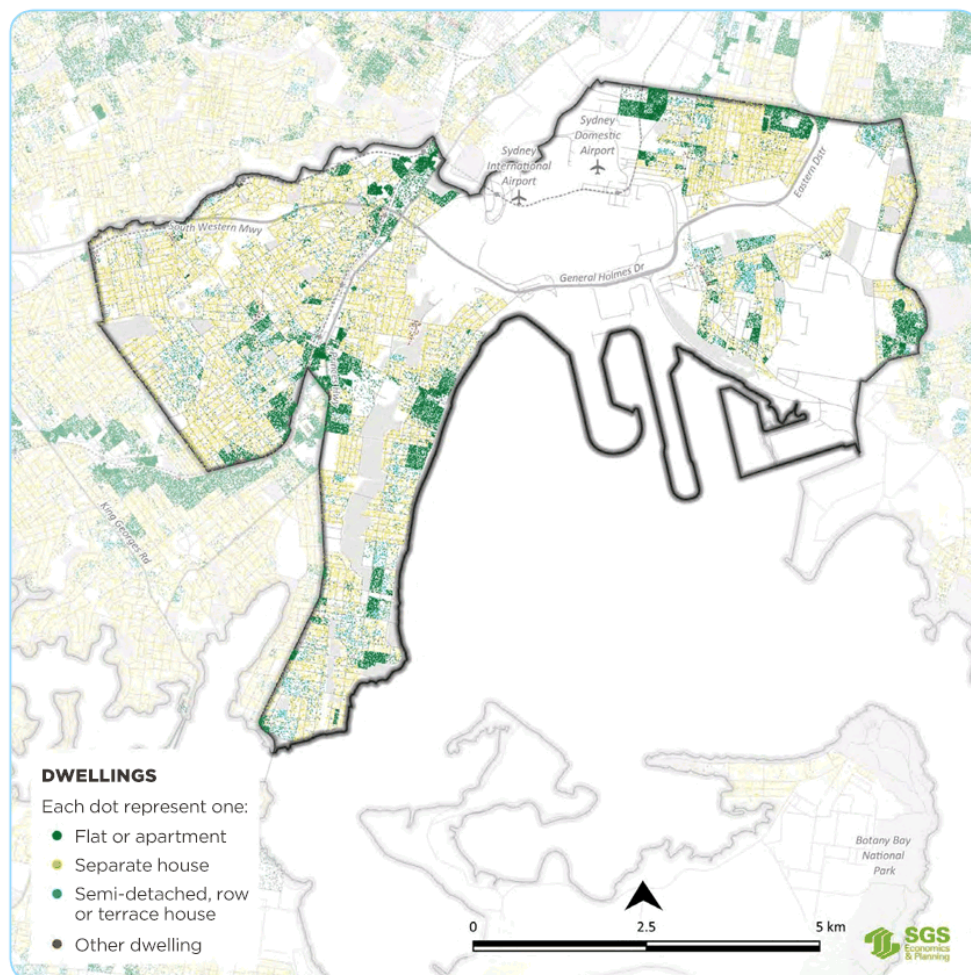 Sydney
Domestic
Airport
Sydney
International
Airport
Eastern Dstr
South Western Mwy
General Holmes Dr
King Georges Rd
DWELLINGS
Each dot represent one:
Flat or apartment
Separate house
Semi-detached, row
or terrace house
Other dwelling
Botany Bay
National
Park
0 2.5 5 km
SGS
Economics
& Planning